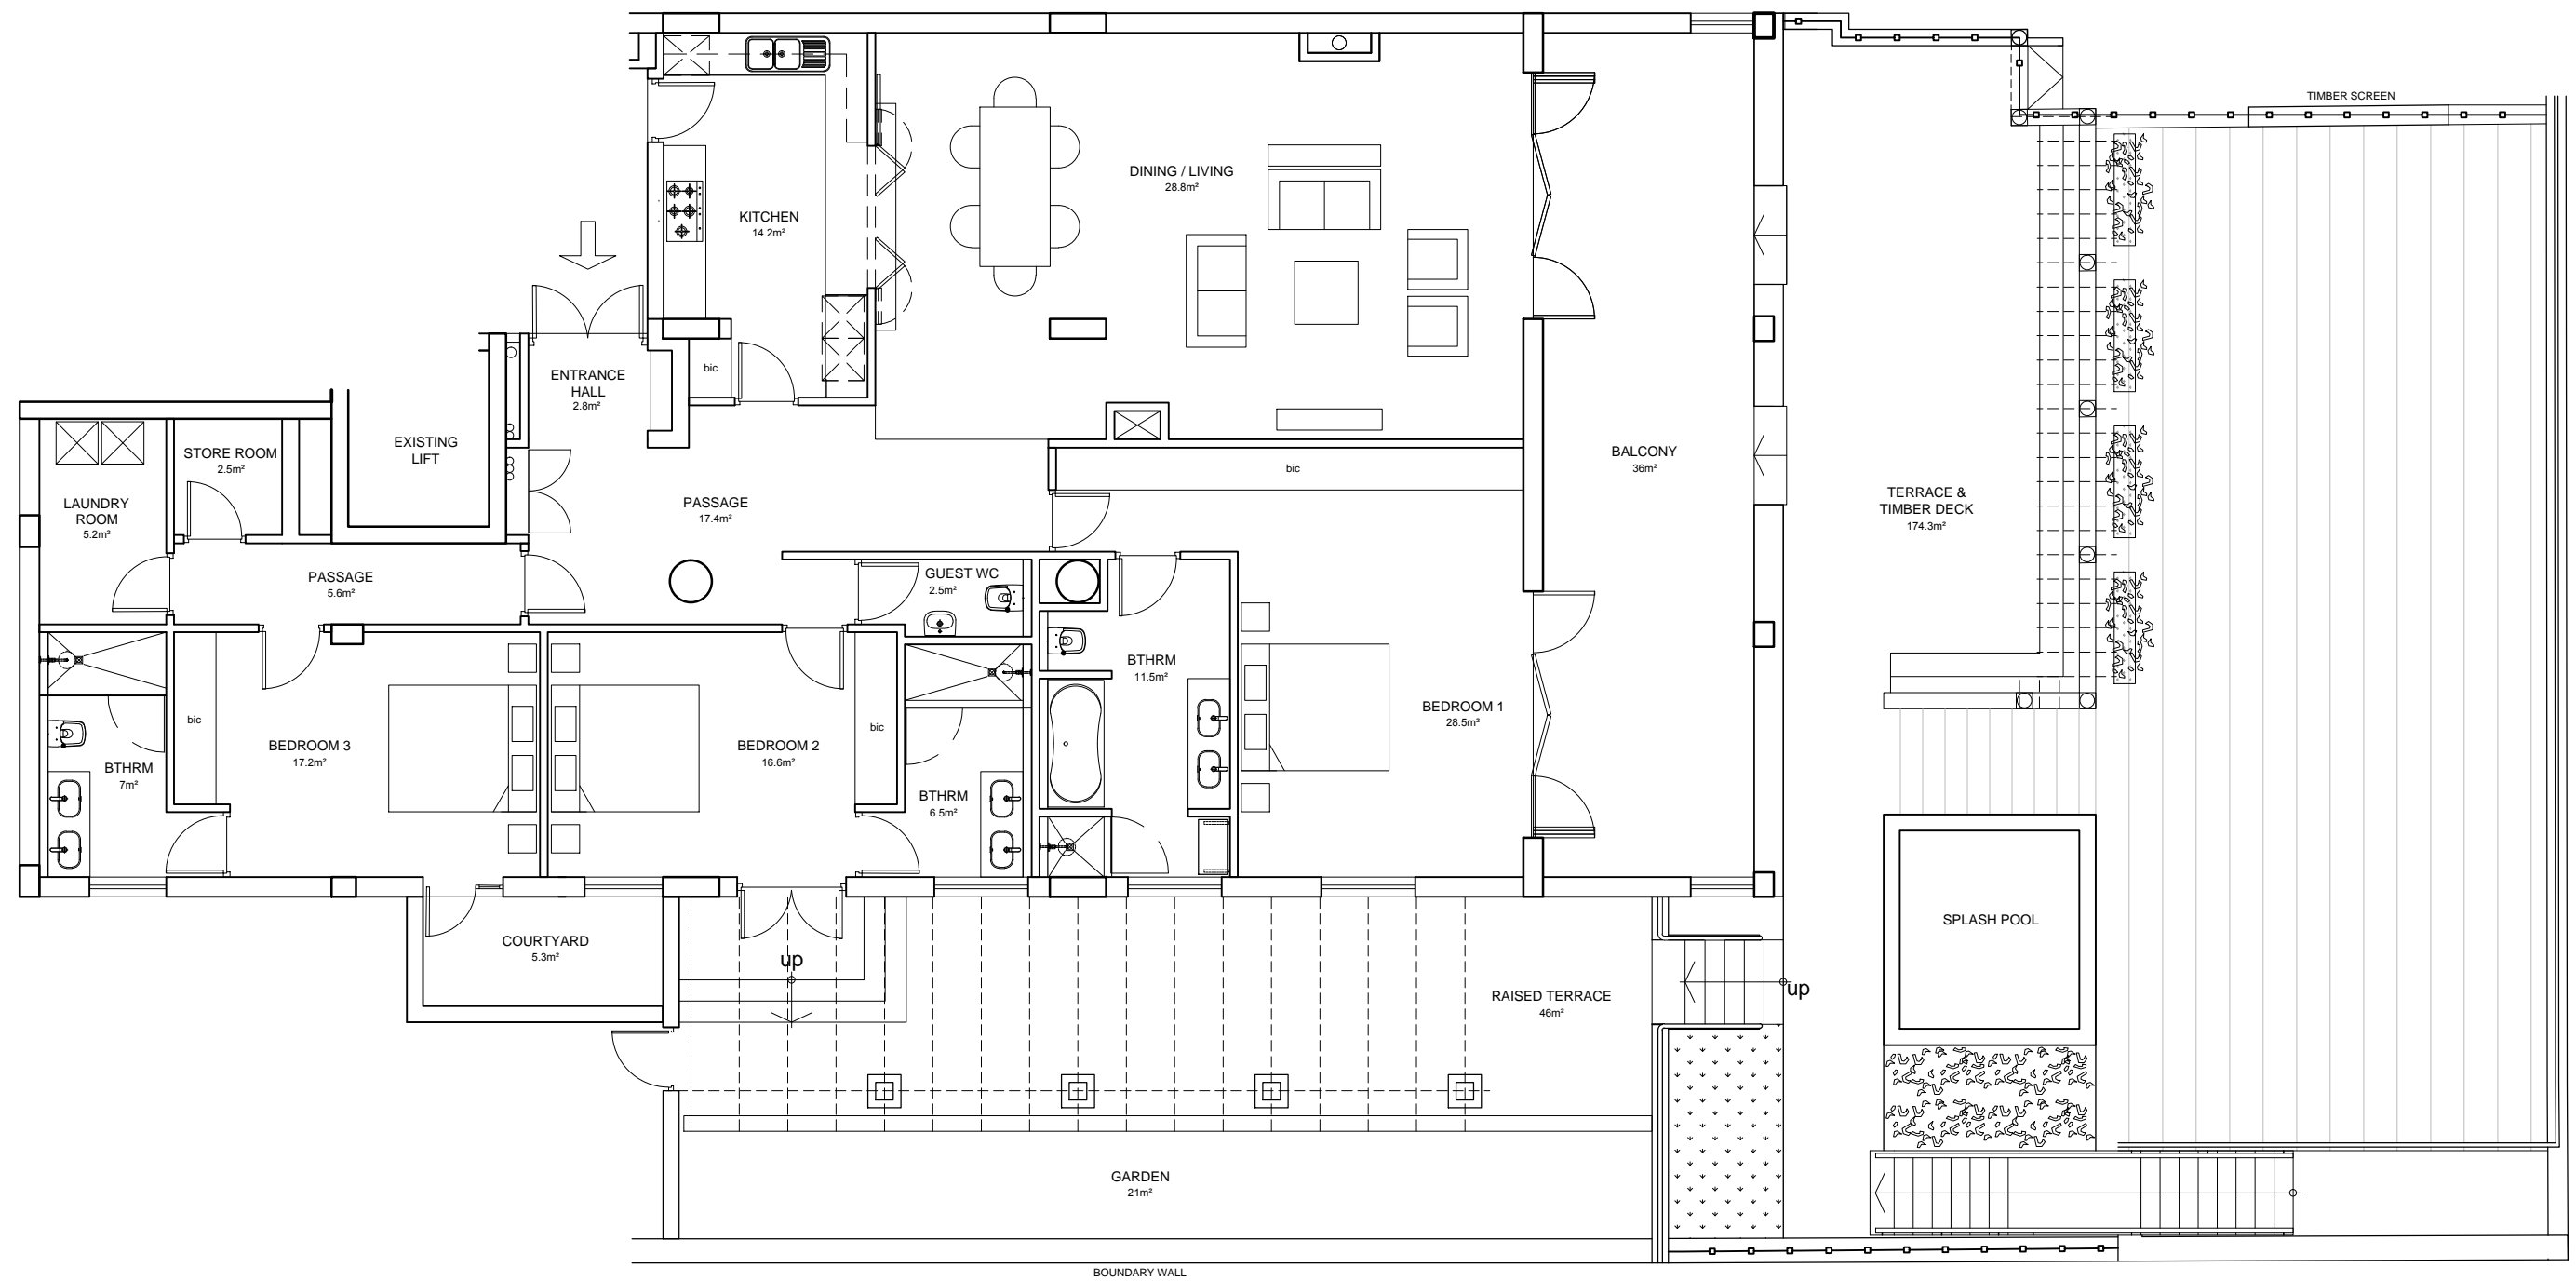 TIMBER SCREEN
DINING / LIVING
28.8m²
KITCHEN
14.2m²
bic
ENTRANCE
HALL
2.8m²
EXISTING
LIFT
STORE ROOM
2.5m²
LAUNDRY
ROOM
5.2m²
PASSAGE
17.4m²
bic
BALCONY
36m²
TERRACE &
TIMBER DECK
174.3m²
PASSAGE
5.6m²
GUEST WC
2.5m²
BTHRM
11.5m²
BEDROOM 1
28.5m²
bic
BEDROOM 3
17.2m²
BEDROOM 2
16.6m²
bic
BTHRM
7m²
BTHRM
6.5m²
SPLASH POOL
COURTYARD
5.3m²
up
RAISED TERRACE
46m²
up
GARDEN
21m²
BOUNDARY WALL